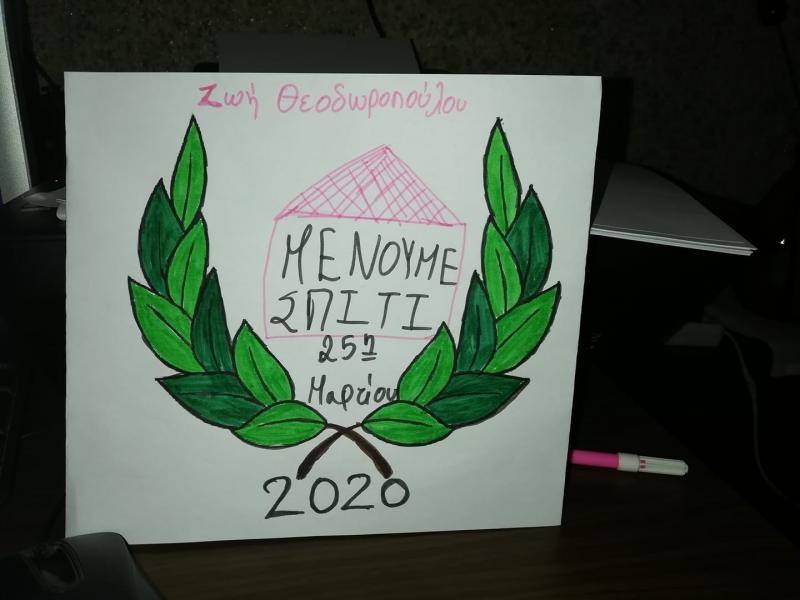 Ζωή Θεοδωροπούλου
ΜΕΝΟΥΜΕ
ΣΠΙΤΙ
25η
Μαρτίου
2020